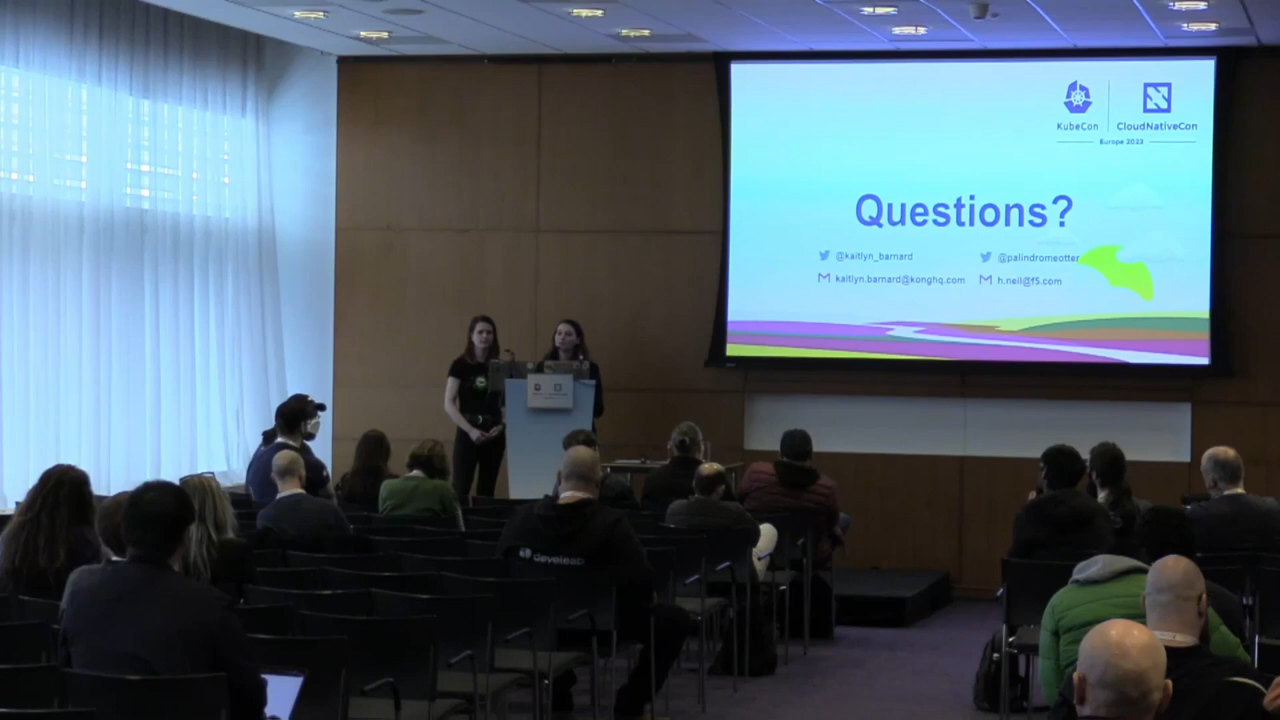 KubeCon
CloudNativeCon
Europe 2023
Questions?
@kaitlyn_barnard
@palindromeotter
kaitlyn.barnard@konghq.com
h.neil@f5.com
develeap